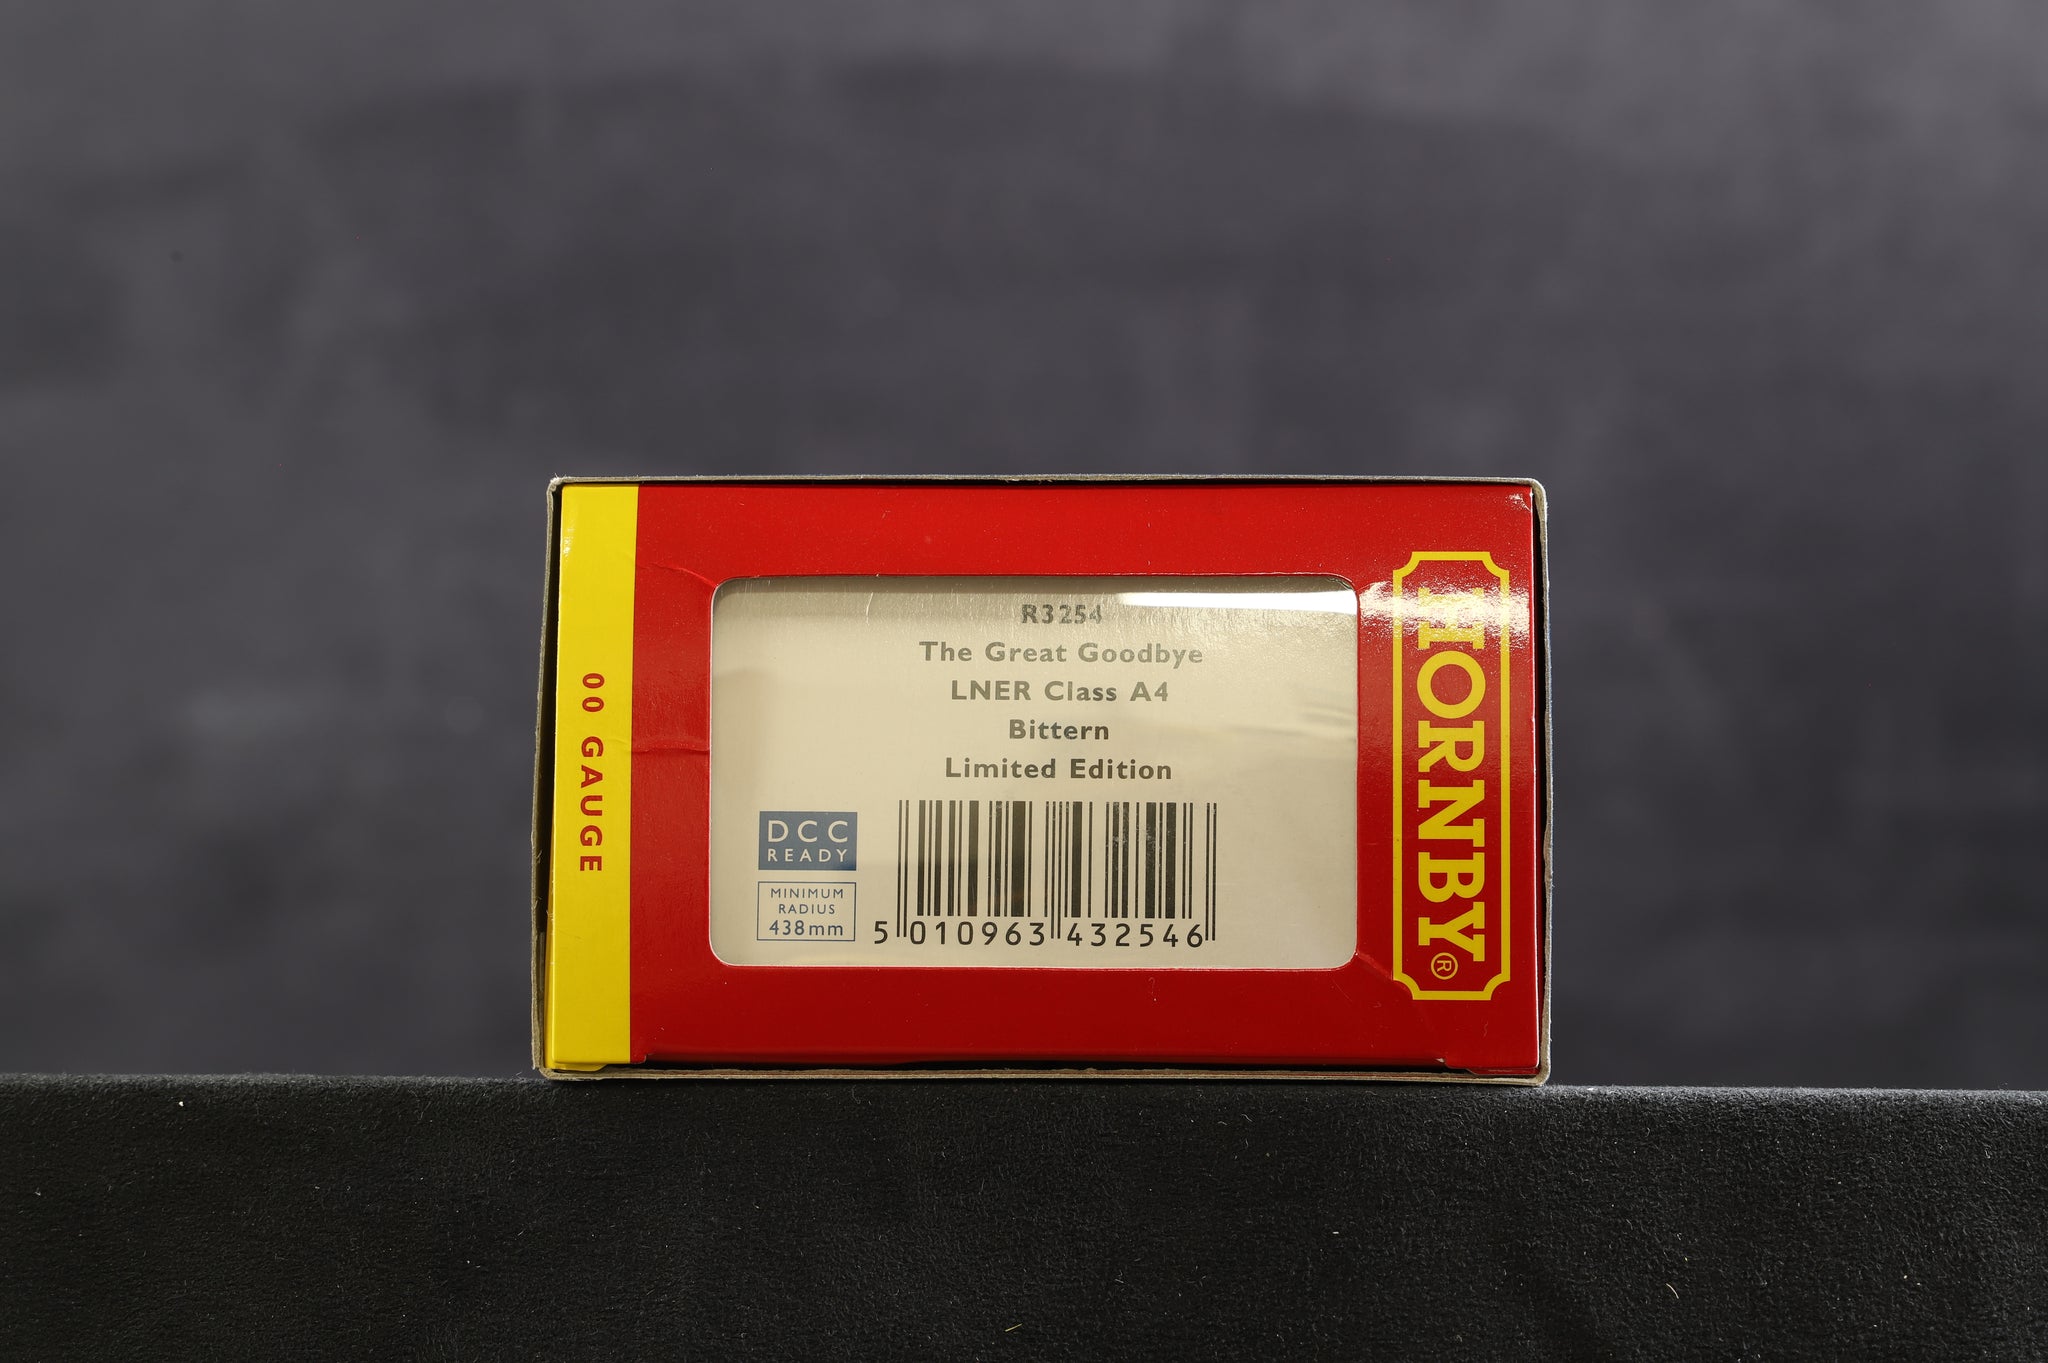 00 GAUGE
R3254
The Great Goodbye
LNER Class A4
Bittern
Limited Edition
DCC
READY
MINIMUM
RADIUS
438mm
5 010963 432546
HORNBY®